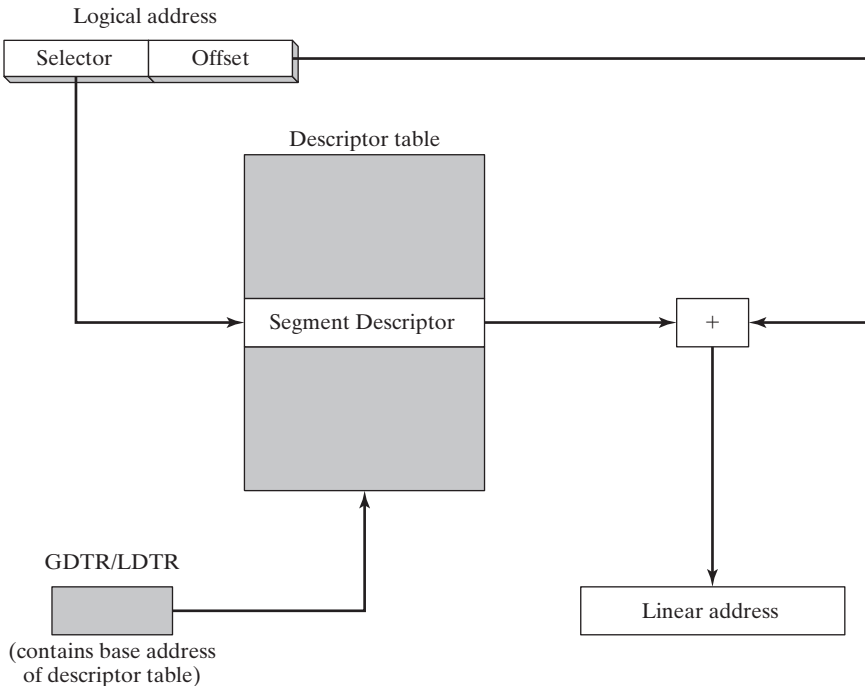 Logical address
Selector
Offset
Descriptor table
Segment Descriptor
+
GDTR/LDTR
(contains base address
of descriptor table)
Linear address